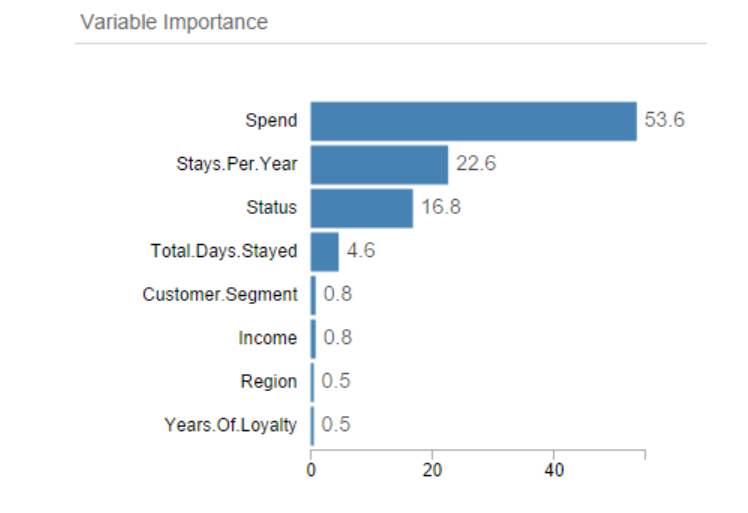 Variable Importance
Spend 53.6
Stays.Per.Year 22.6
Status 16.8
Total.Days.Stayed 4.6
Customer.Segment 0.8
Income 0.8
Region 0.5
Years.Of.Loyalty 0.5
0 20 40